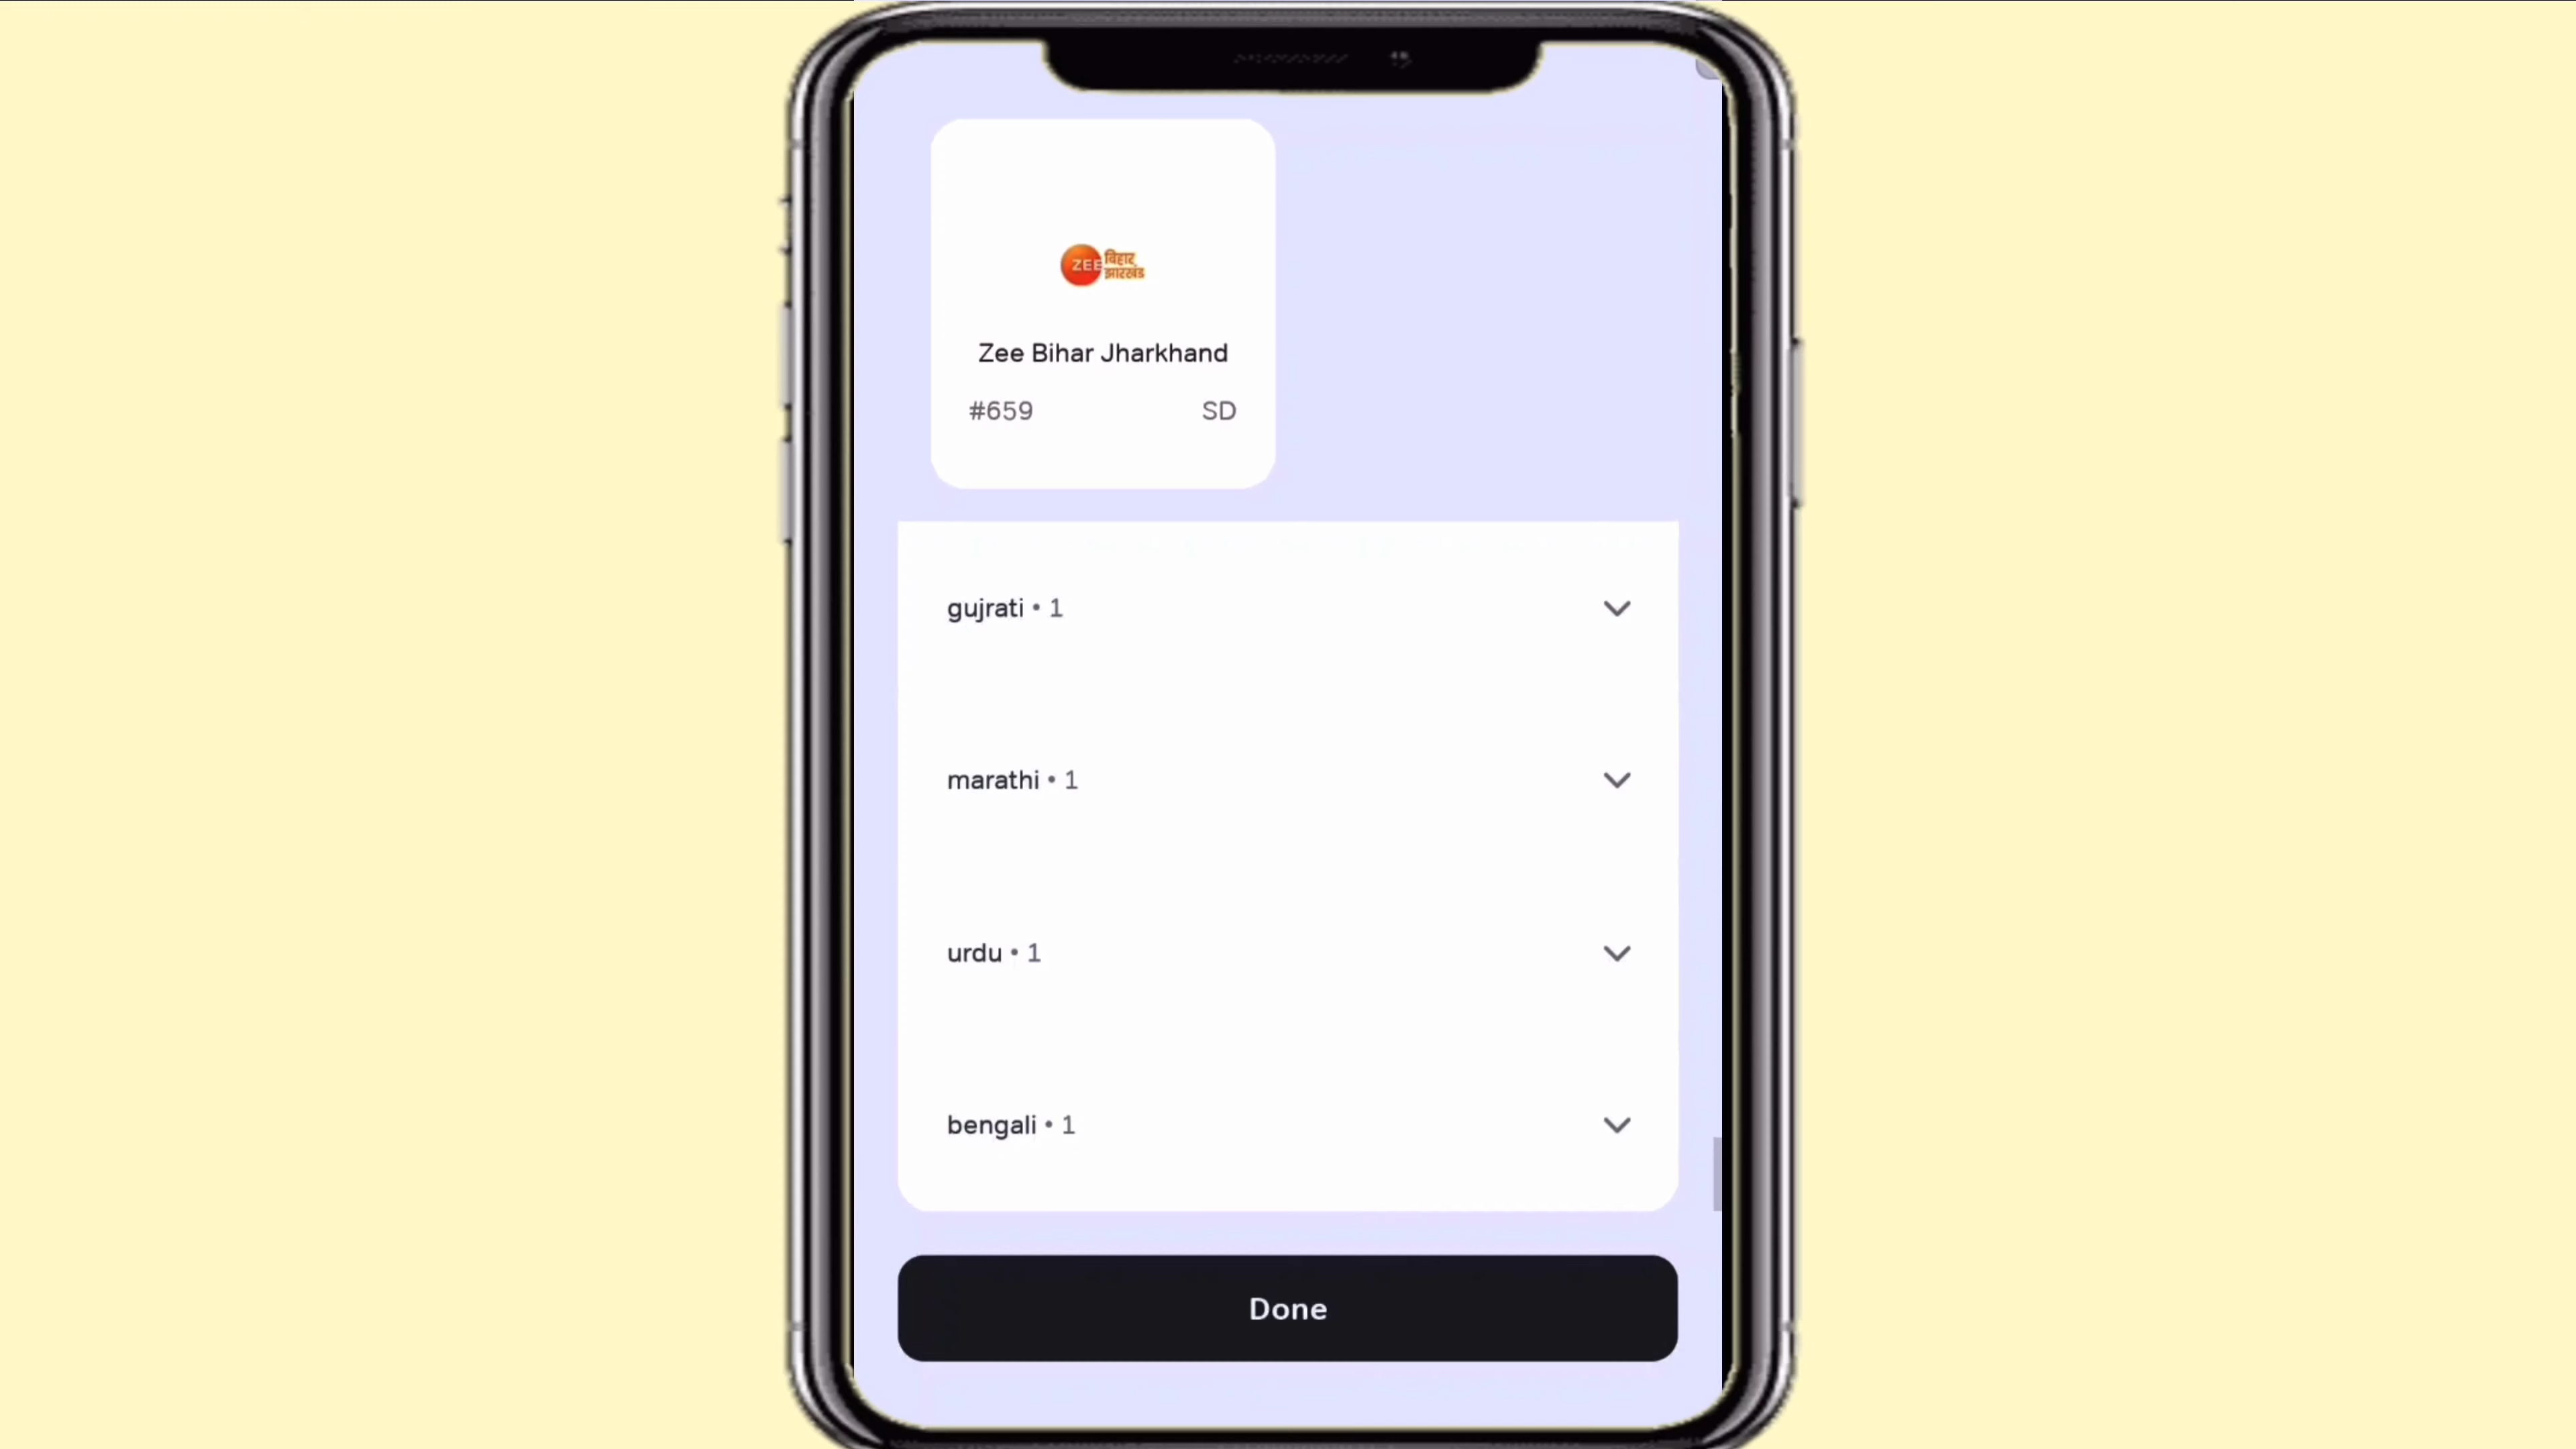 ZEE बिहार
झारखंड
Zee Bihar Jharkhand
#659 SD
gujrati • 1
marathi • 1
urdu • 1
bengali • 1
Done